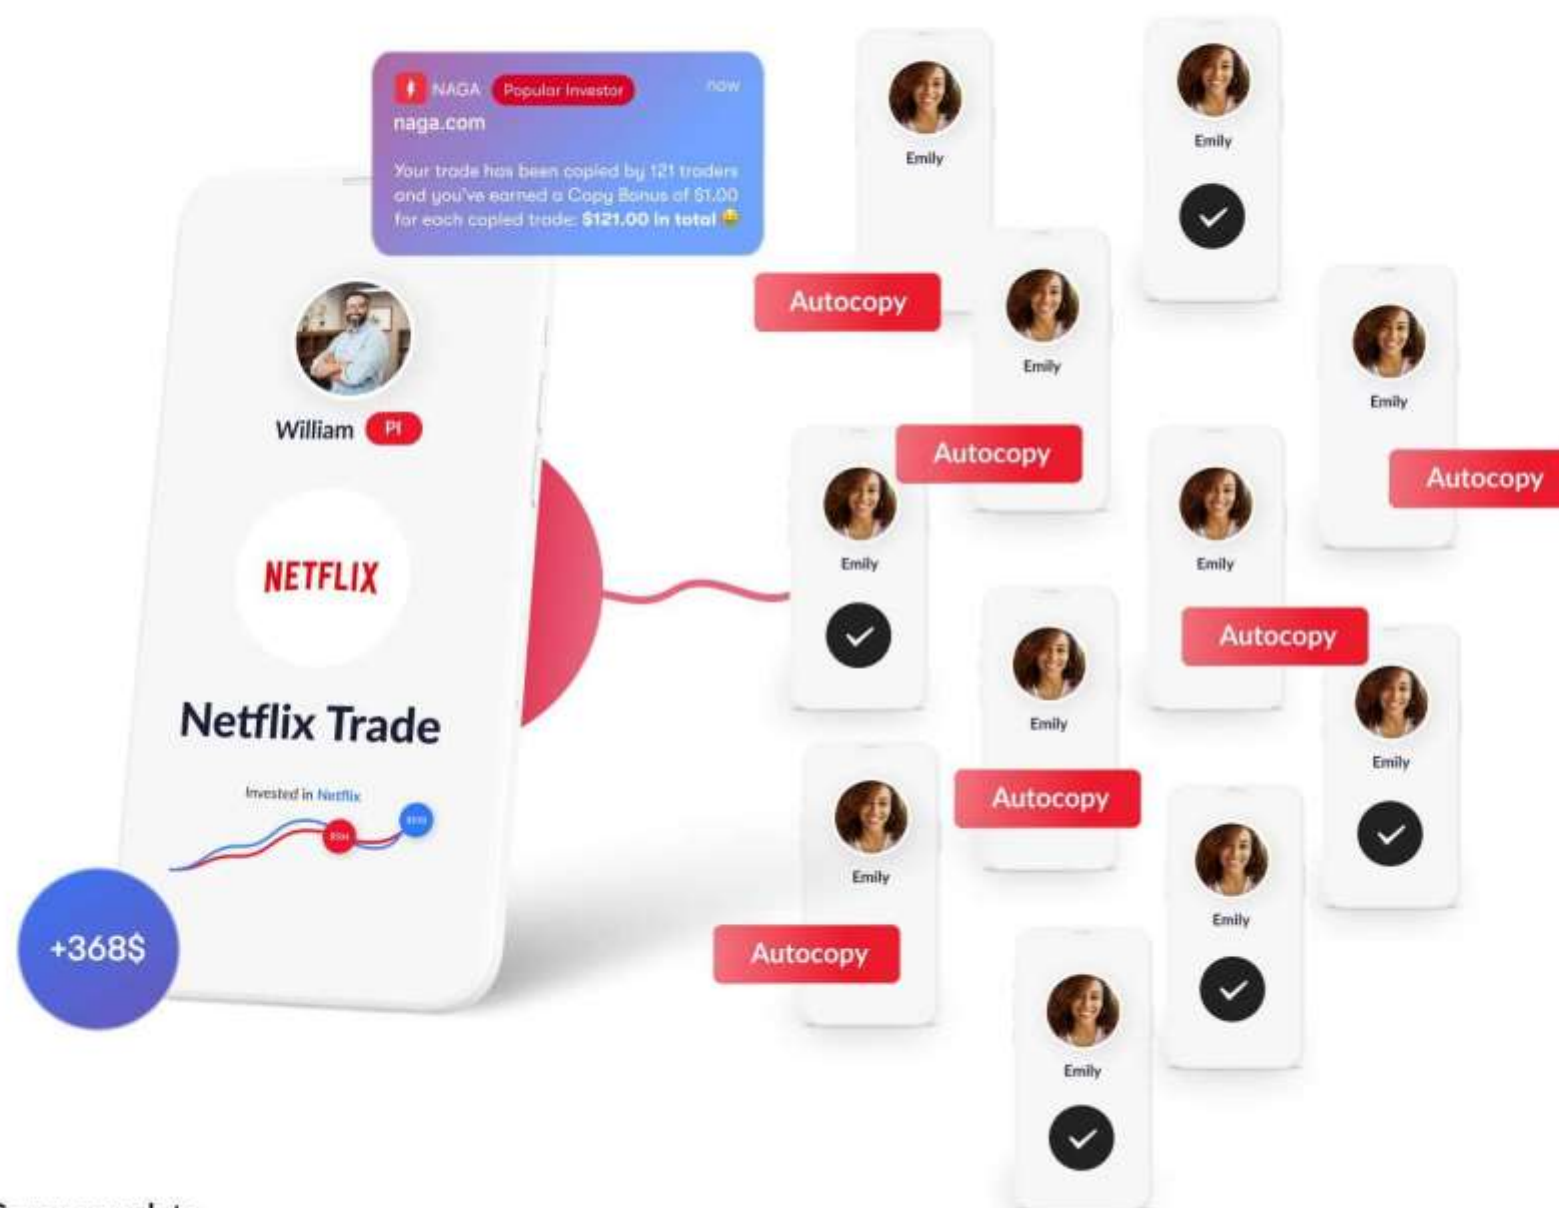 NAGA Popular Investor now
naga.com
Your trade has been copied by 121 traders
and you've earned a Copy Bonus of $1.00
for each copied trade: $121.00 in total
William PI
NETFLIX
Netflix Trade
Invested in Netflix
+368$
Emily
Emily
Autocopy
Emily
Emily
Autocopy
Autocopy
Emily
Emily
Autocopy
Emily
Emily
Autocopy
Emily
Emily
Autocopy
Emily